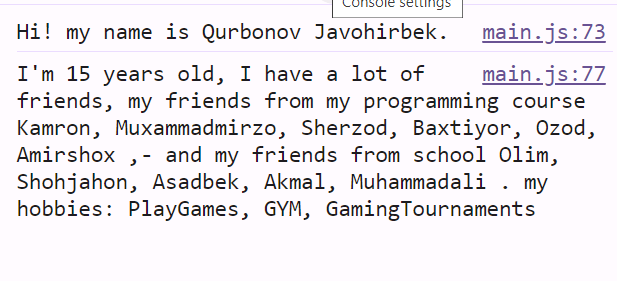 Console settings
Hi! my name is Qurbonov Javohirbek. main.js:73
I'm 15 years old, I have a lot of main.js:77
friends, my friends from my programming course
Kamron, Muxammadmirzo, Sherzod, Baxtiyor, Ozod,
Amirshox ,- and my friends from school Olim,
Shohjahon, Asadbek, Akmal, Muhammadali . my
hobbies: PlayGames, GYM, GamingTournaments